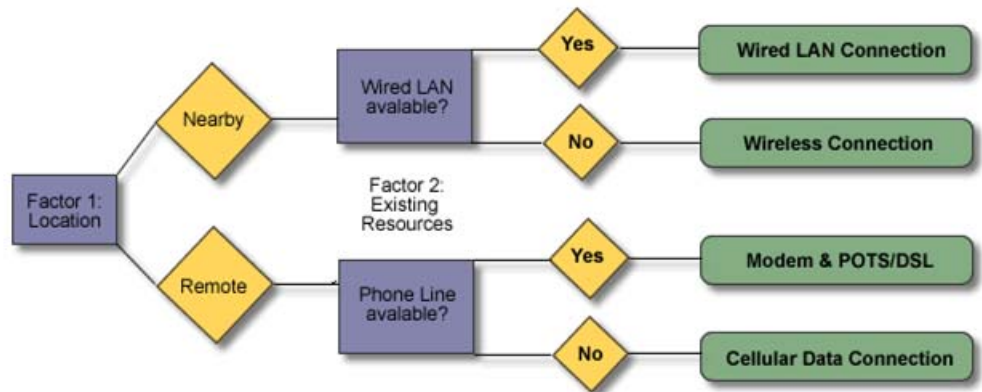 Factor 1:
Location
Nearby
Wired LAN
avalable?
Yes
Wired LAN Connection
No
Wireless Connection
Factor 2:
Existing
Resources
Remote
Phone Line
avalable?
Yes
Modem & POTS/DSL
No
Cellular Data Connection